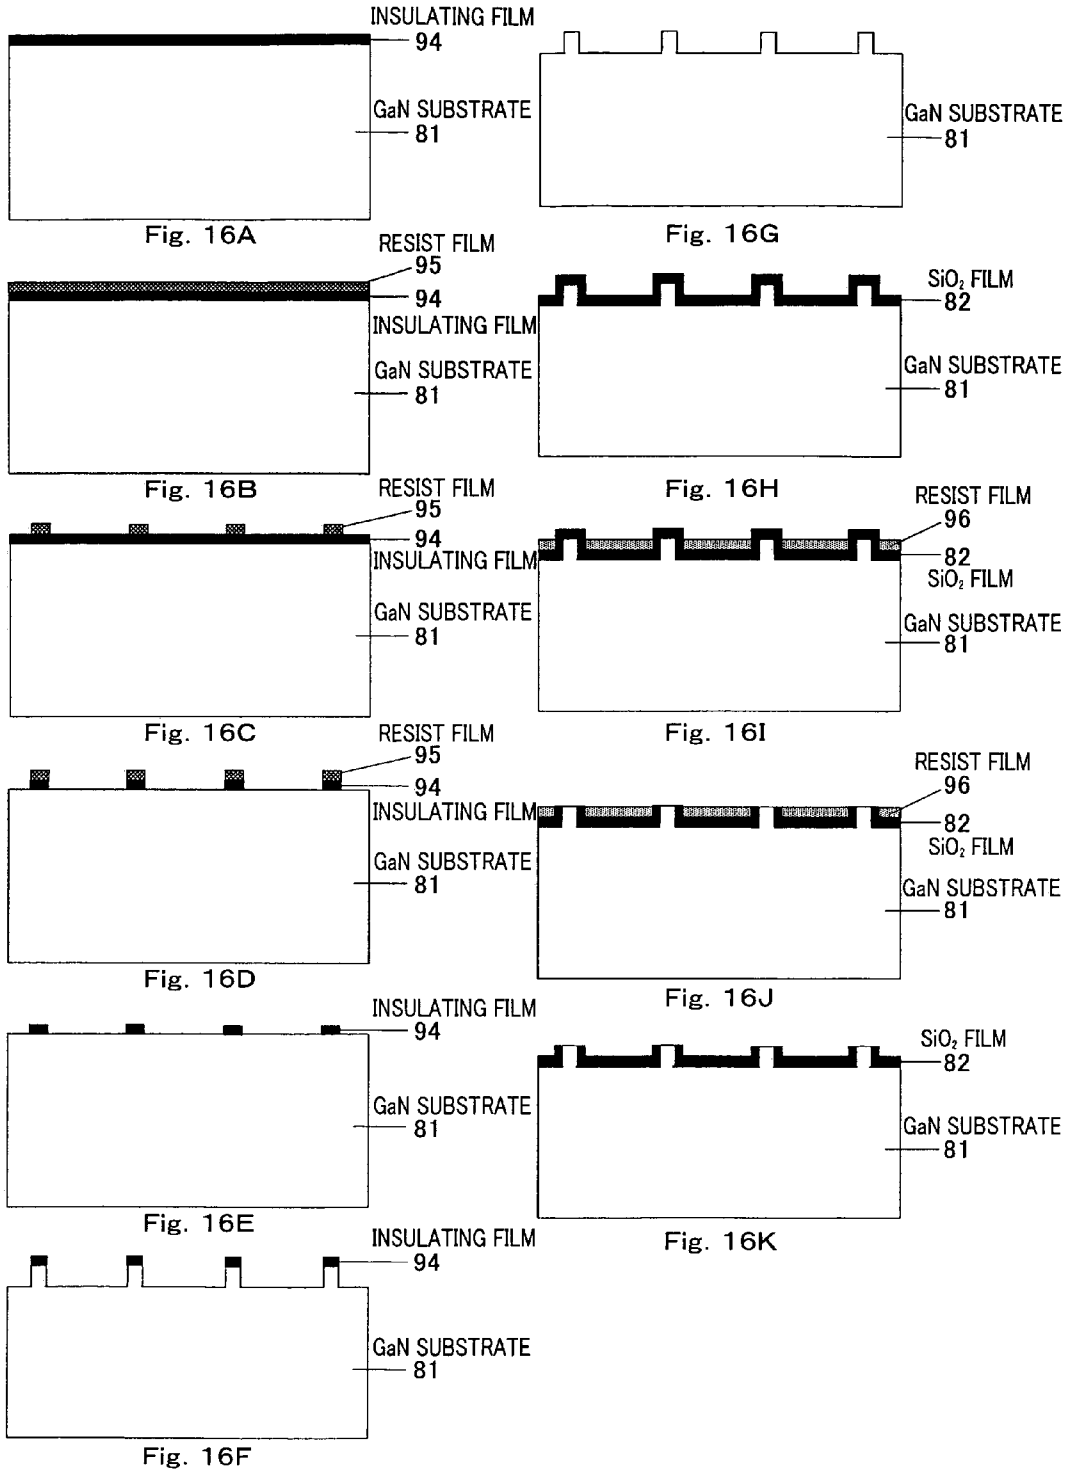 INSULATING FILM
94
GaN SUBSTRATE
81
Fig. 16A
RESIST FILM
95
94
INSULATING FILM
GaN SUBSTRATE
81
Fig. 16B
RESIST FILM
95
94
INSULATING FILM
GaN SUBSTRATE
81
Fig. 16C
RESIST FILM
95
94
INSULATING FILM
GaN SUBSTRATE
81
Fig. 16D
INSULATING FILM
94
GaN SUBSTRATE
81
Fig. 16E
INSULATING FILM
94
GaN SUBSTRATE
81
Fig. 16F
GaN SUBSTRATE
81
Fig. 16G
SiO₂ FILM
82
GaN SUBSTRATE
81
Fig. 16H
RESIST FILM
96
82
SiO₂ FILM
GaN SUBSTRATE
81
Fig. 16I
RESIST FILM
96
82
SiO₂ FILM
GaN SUBSTRATE
81
Fig. 16J
SiO₂ FILM
82
GaN SUBSTRATE
81
Fig. 16K